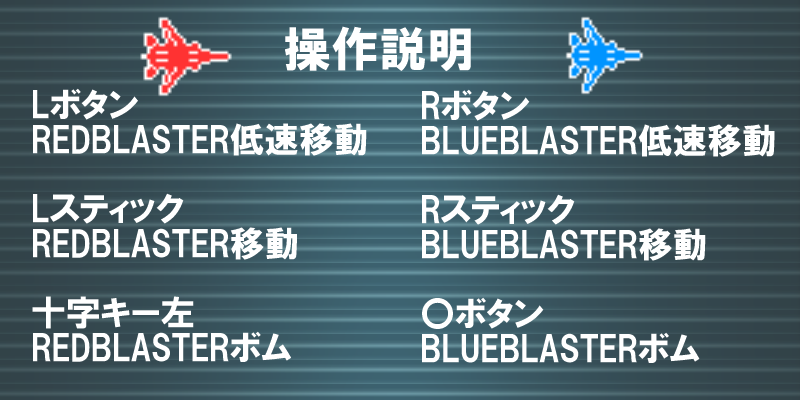 操作説明
Lボタン
REDBLASTER低速移動
Lスティック
REDBLASTER移動
十字キー左
REDBLASTERボム
Rボタン
BLUEBLASTER低速移動
Rスティック
BLUEBLASTER移動
〇ボタン
BLUEBLASTERボム